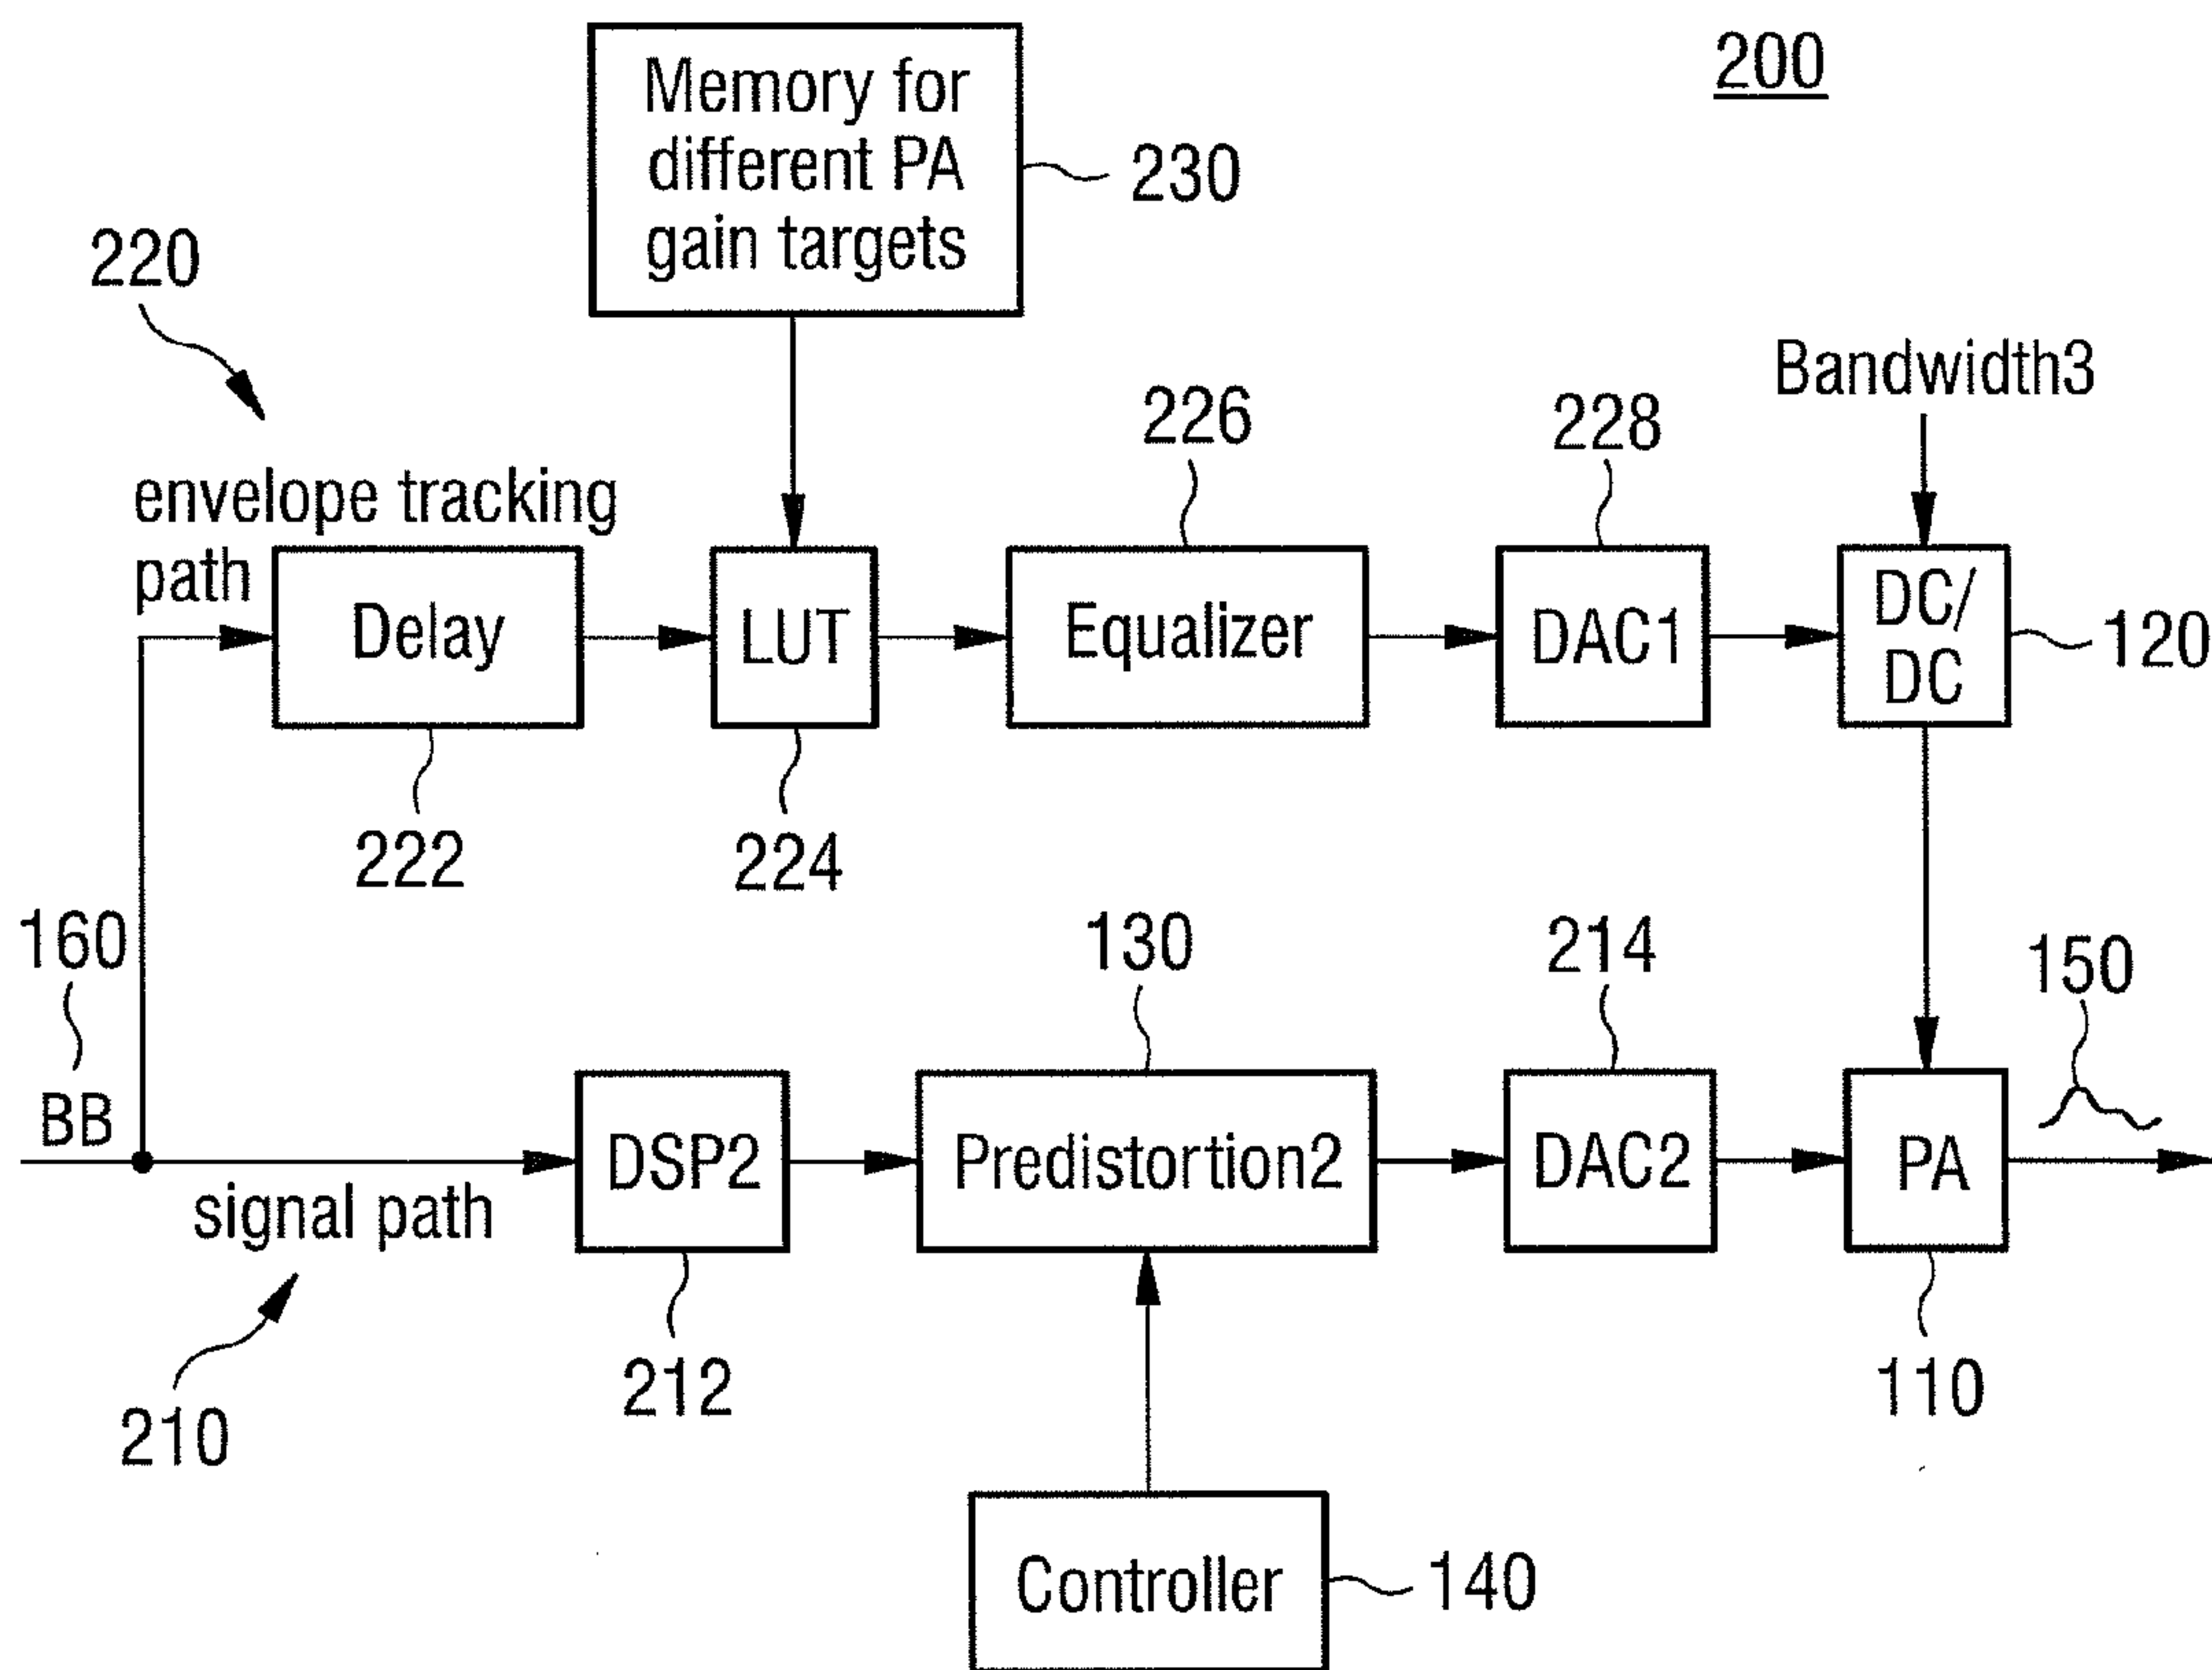 200
Memory for
different PA
gain targets
230
220
Bandwidth3
226
228
envelope tracking
path
Delay
LUT
Equalizer
DAC1
DC/
DC
120
222
224
160
130
214
150
BB
signal path
DSP2
Predistortion2
DAC2
PA
210
212
110
Controller
140